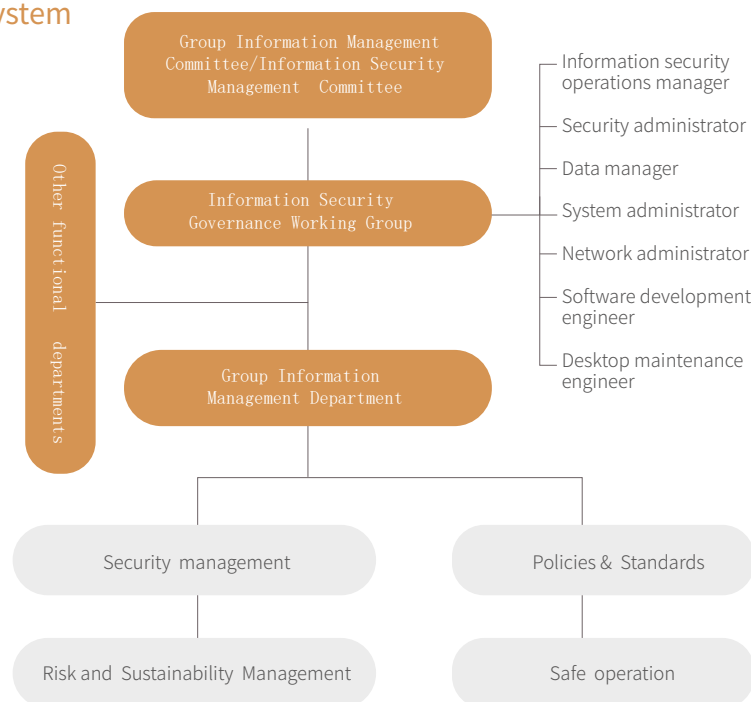 Group Information Management
Committee/Information Security
Management Committee
Information security
operations manager
Security administrator
Data manager
System administrator
Network administrator
Software development
engineer
Desktop maintenance
engineer
Other functional departments
Information Security
Governance Working Group
Group Information
Management Department
Security management
Policies & Standards
Risk and Sustainability Management
Safe operation